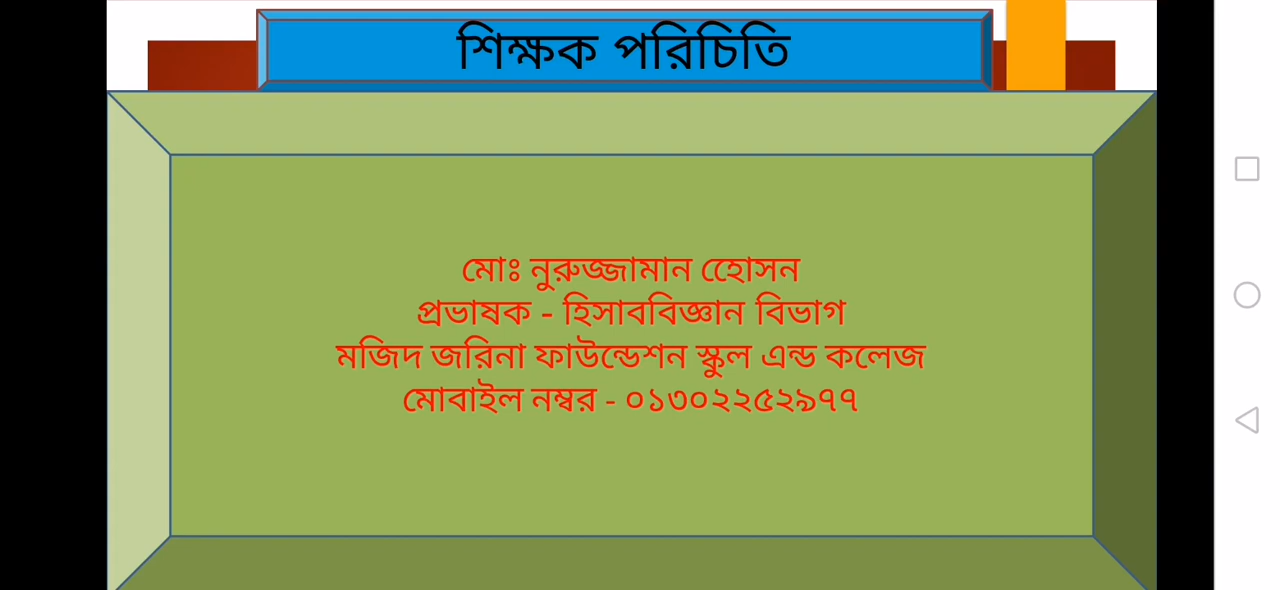 শিক্ষক পরিচিতি
মোঃ নুরুজ্জামান হোেসন
প্রভাষক - হিসাববিজ্ঞান বিভাগ
মজিদ জরিনা ফাউন্ডেশন স্কুল এন্ড কলেজ
মোবাইল নম্বর - ০১৩০২২৫২৯৭৭